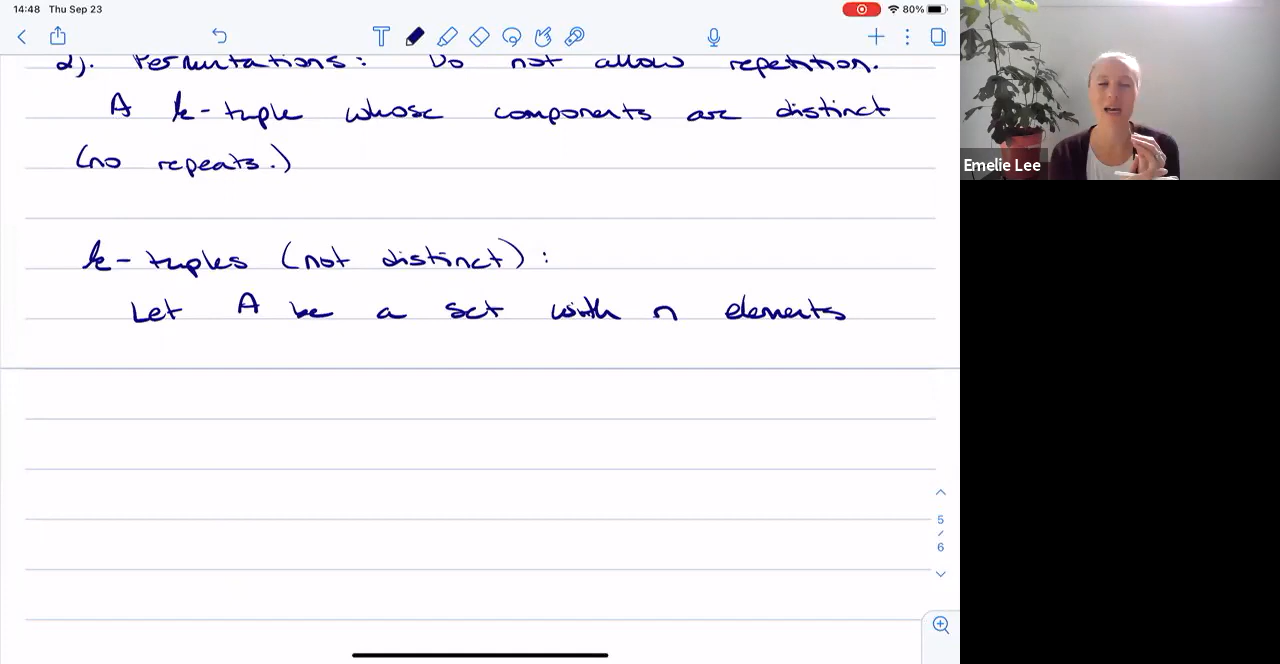 14:48 Thu Sep 23
80%
2). Permutations: Do not allow repetition.
A k-tuple whose components are distinct
(no repeats.)
k-tuples (not distinct):
Let A be a set with n elements
5
/
6
Emelie Lee